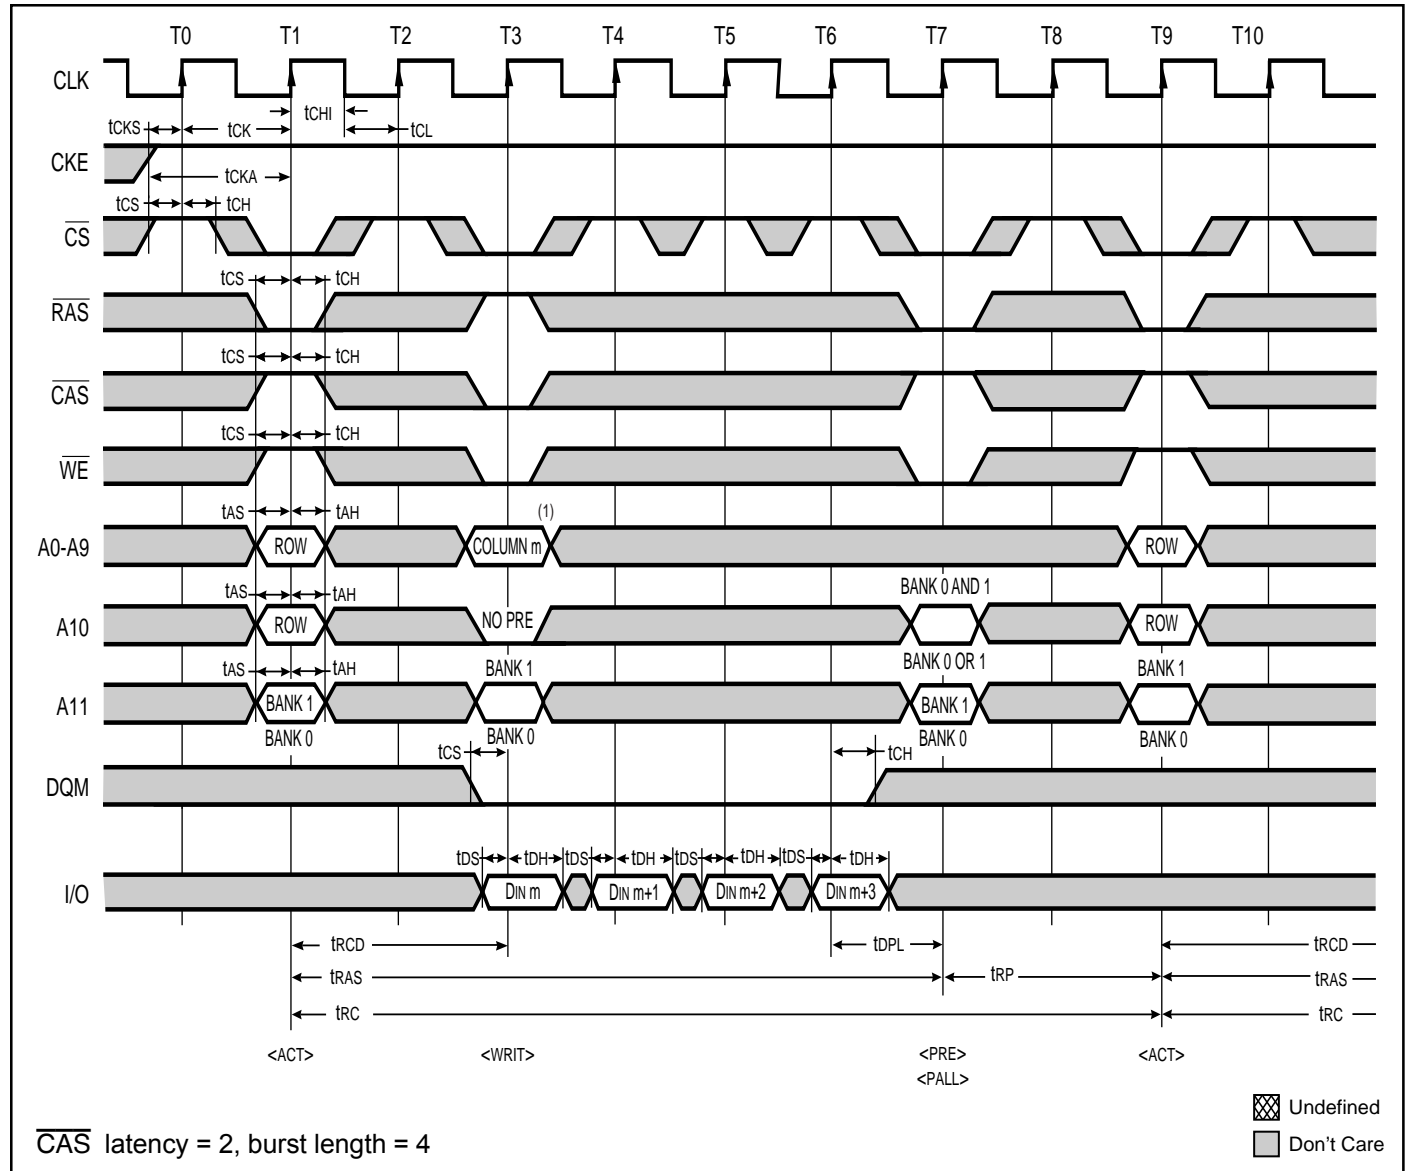 T0 T1 T2 T3 T4 T5 T6 T7 T8 T9 T10
CLK
tCHI
tCKS tCK tCL
CKE
tCKA
tCS tCH
CS
tCS tCH
RAS
tCS tCH
CAS
tCS tCH
WE
tAS tAH (1)
A0-A9 ROW COLUMN m ROW
tAS tAH BANK 0 AND 1
A10 ROW NO PRE ROW
tAS tAH BANK 1 BANK 0 OR 1 BANK 1
A11 BANK 1 BANK 1
BANK 0 BANK 0 BANK 0 BANK 0
tCS tCH
DQM
tDS tDH tDS tDH tDS tDH tDS tDH
I/O DIN m DIN m+1 DIN m+2 DIN m+3
tRCD tDPL tRCD
tRAS tRP tRAS
tRC tRC
<ACT> <WRIT> <PRE> <ACT>
<PALL>
Undefined
CAS latency = 2, burst length = 4
Don't Care